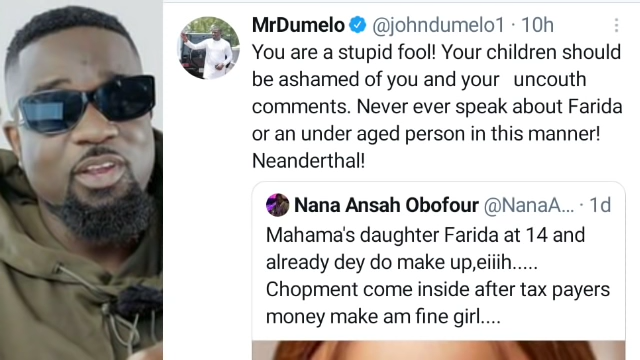 MrDumelo @johndumelo1 · 10h
You are a stupid fool! Your children should
be ashamed of you and your uncouth
comments. Never ever speak about Farida
or an under aged person in this manner!
Neanderthal!
Nana Ansah Obofour @NanaA... · 1d
Mahama's daughter Farida at 14 and
already dey do make up,eiiih.....
Chopment come inside after tax payers
money make am fine girl....